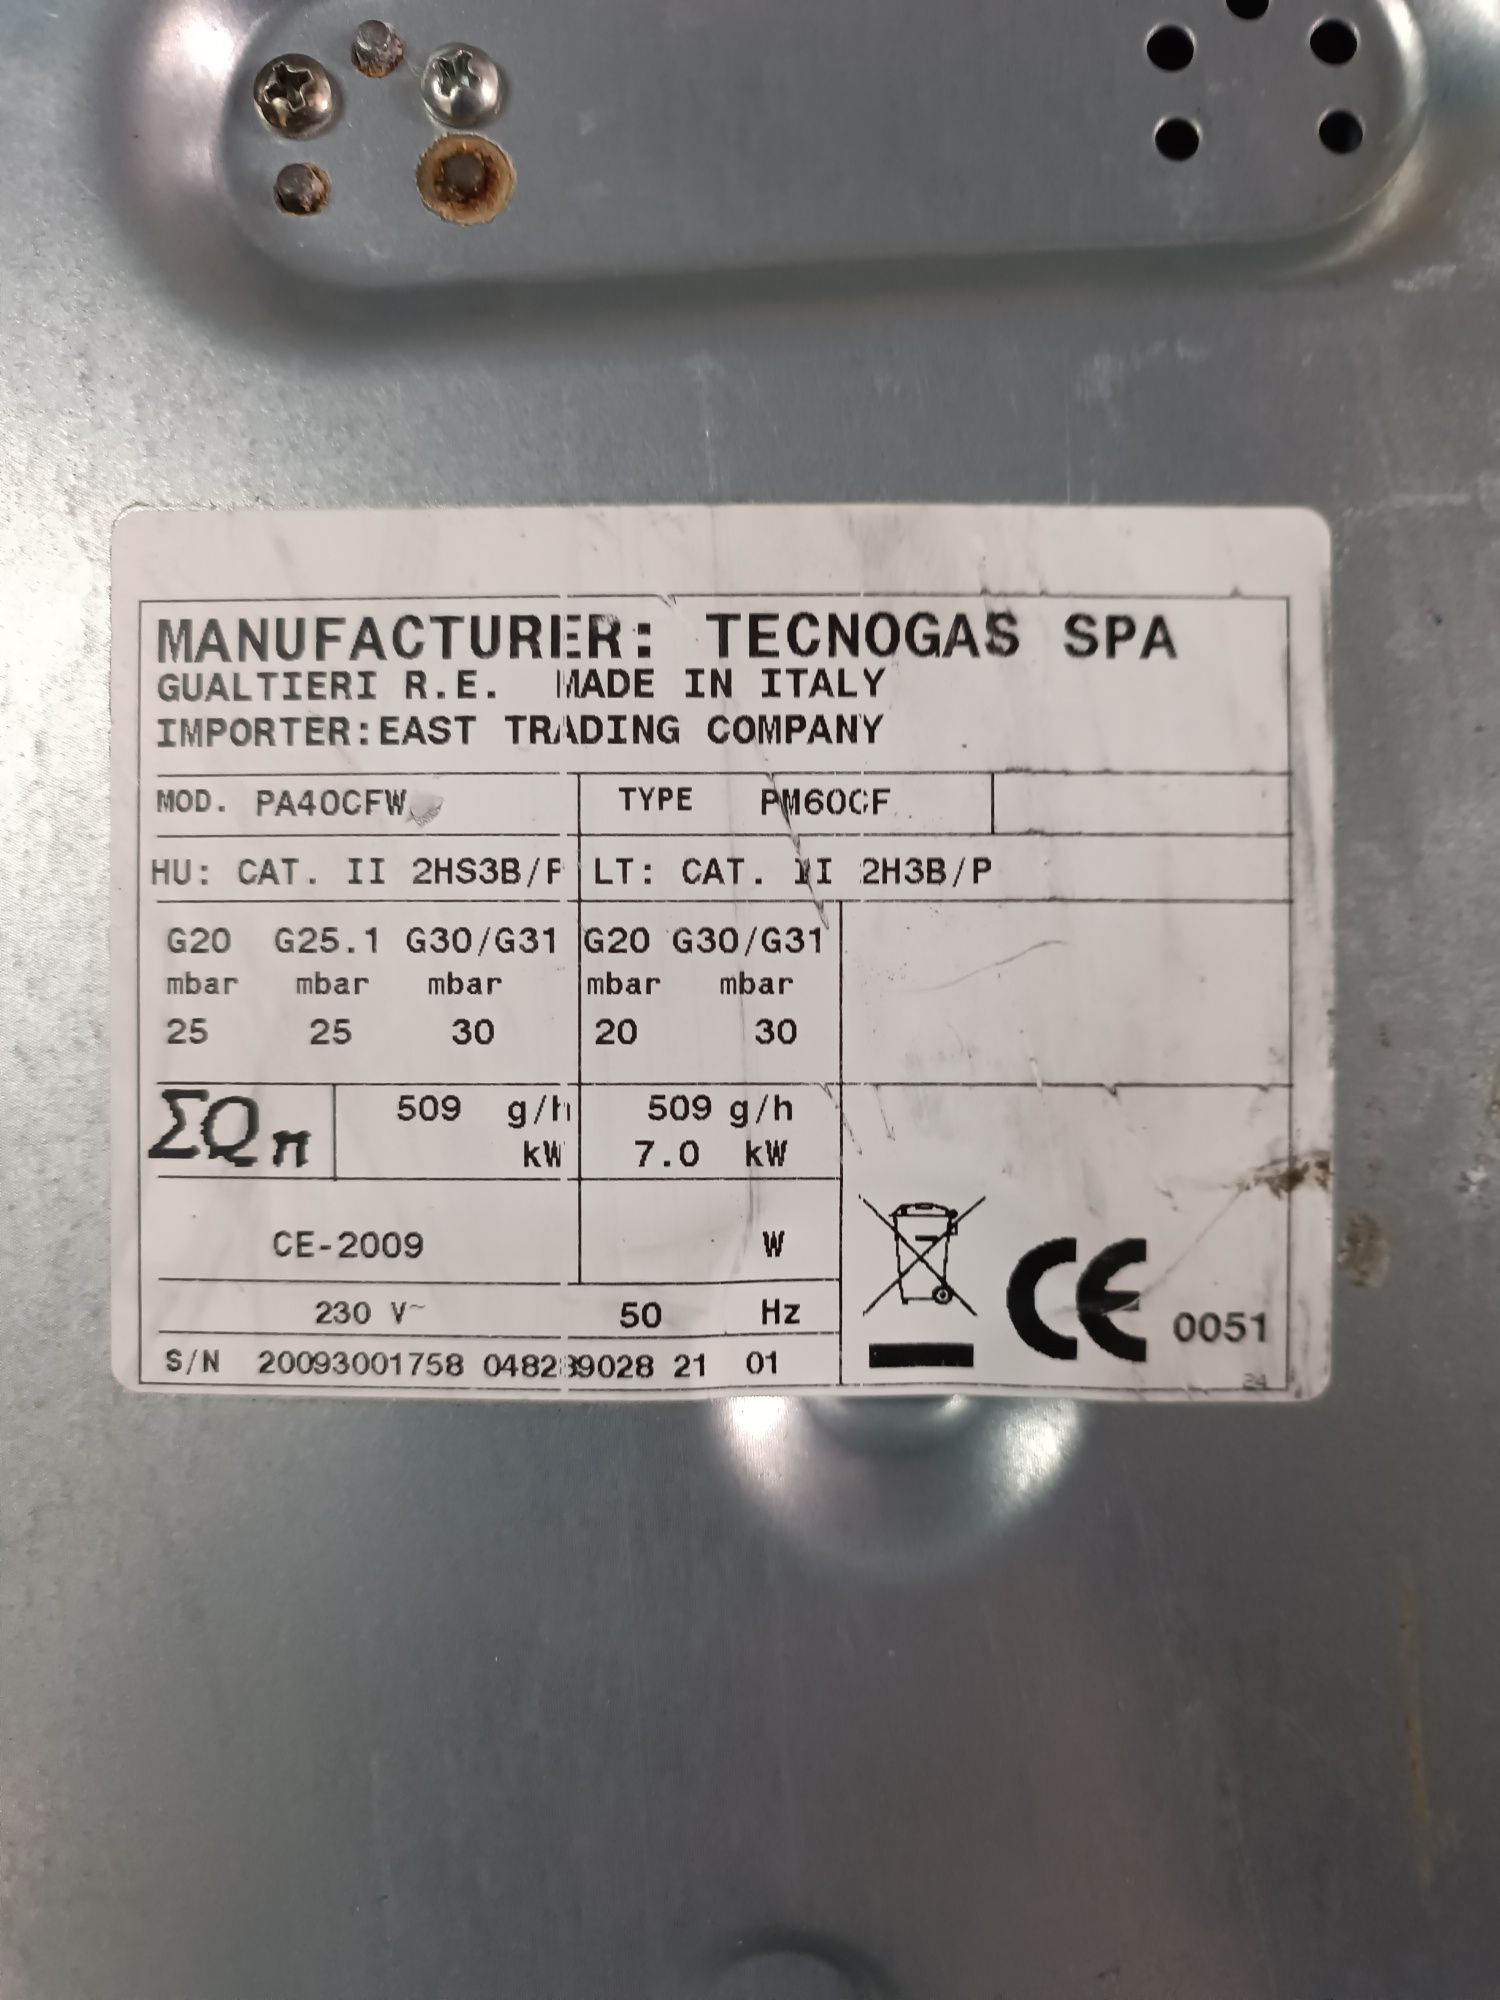 MANUFACTURER: TECNOGAS SPA
GUALTIERI R.E. MADE IN ITALY
IMPORTER:EAST TRADING COMPANY
MOD. PA40CFW TYPE PM60CF
HU: CAT. II 2HS3B/P LT: CAT. II 2H3B/P
G20 G25.1 G30/G31 G20 G30/G31
mbar mbar mbar mbar mbar
25 25 30 20 30
ΣQn 509 g/h 509 g/h
kW 7.0 kW
CE-2009 W
230 V~ 50 Hz
CE 0051
S/N 20093001758 21 01
24